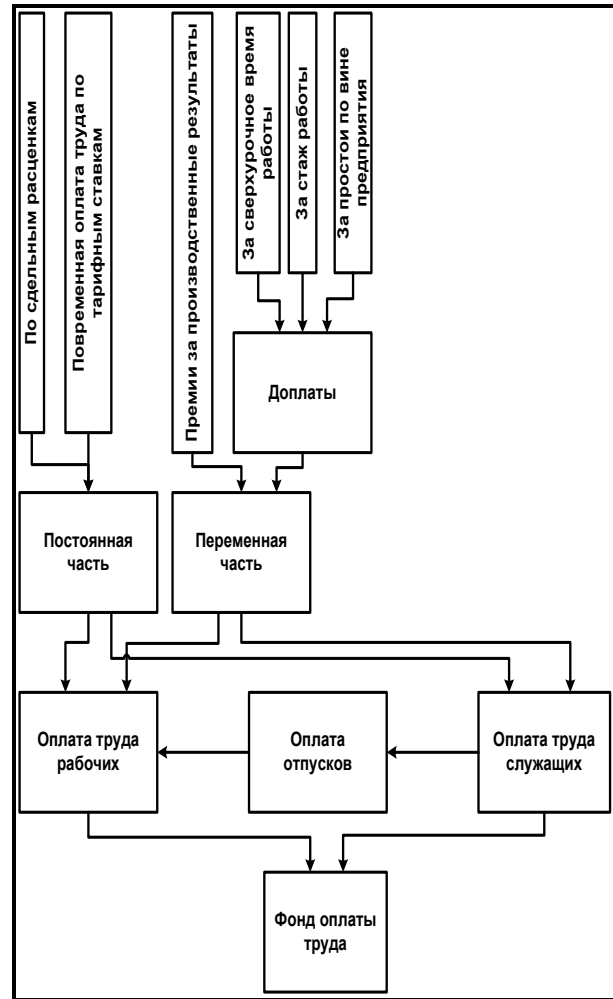 По сдельным расценкам
Повременная оплата труда по
тарифным ставкам
Премии за производственные результаты
За сверхурочное время
работы
За стаж работы
За простои по вине
предприятия
Доплаты
Постоянная
часть
Переменная
часть
Оплата труда
рабочих
Оплата
отпусков
Оплата труда
служащих
Фонд оплаты
труда